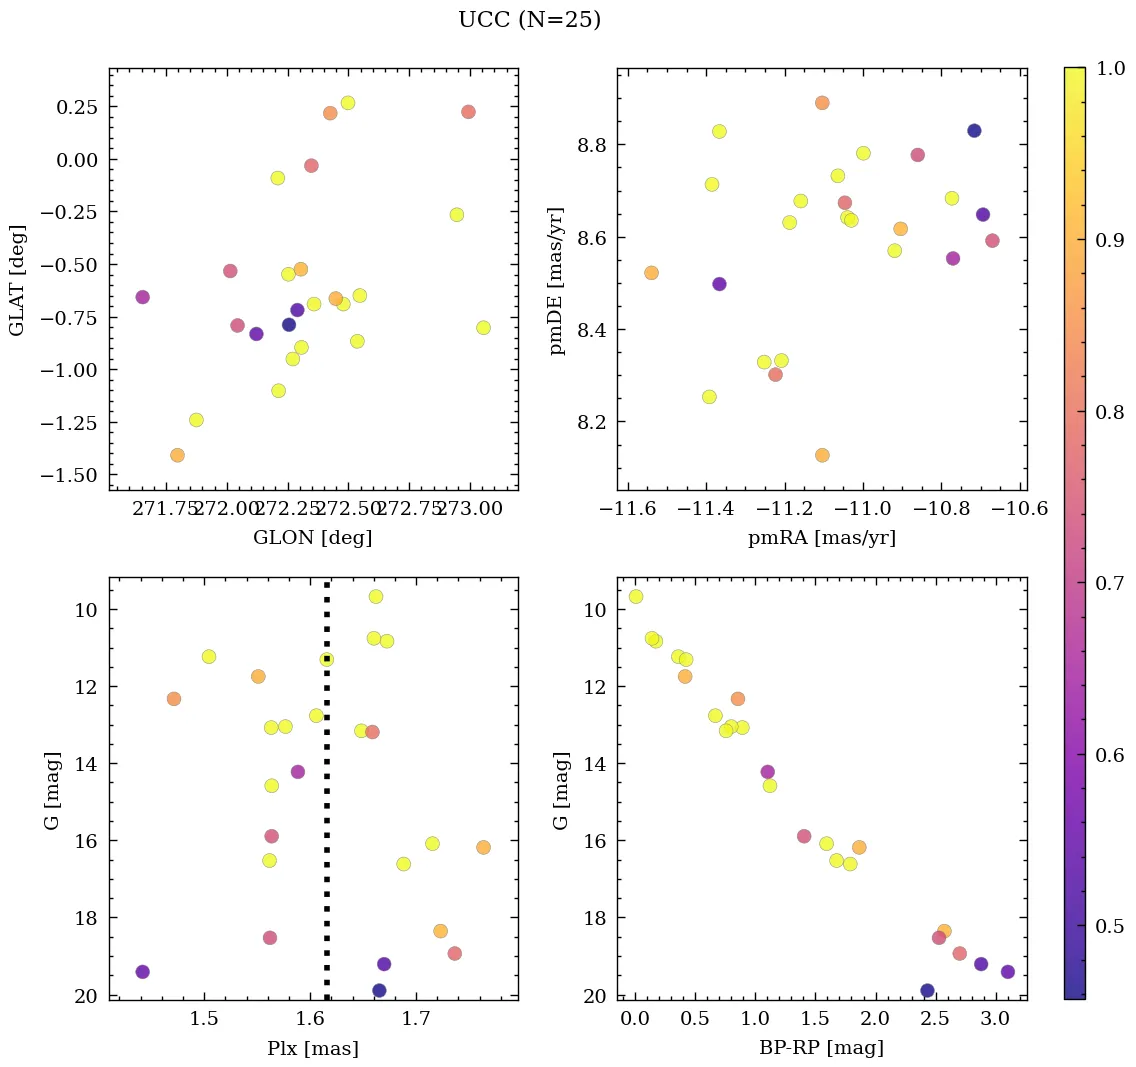 UCC (N=25)
0.25
0.00
−0.25
−0.50
−0.75
−1.00
−1.25
−1.50
GLAT [deg]
271.75 272.00 272.25 272.50 272.75 273.00
GLON [deg]
8.8
8.6
8.4
8.2
pmDE [mas/yr]
−11.6 −11.4 −11.2 −11.0 −10.8 −10.6
pmRA [mas/yr]
1.0
0.9
0.8
0.7
0.6
0.5
10
12
14
16
18
20
G [mag]
1.5 1.6 1.7
Plx [mas]
10
12
14
16
18
20
G [mag]
0.0 0.5 1.0 1.5 2.0 2.5 3.0
BP-RP [mag]